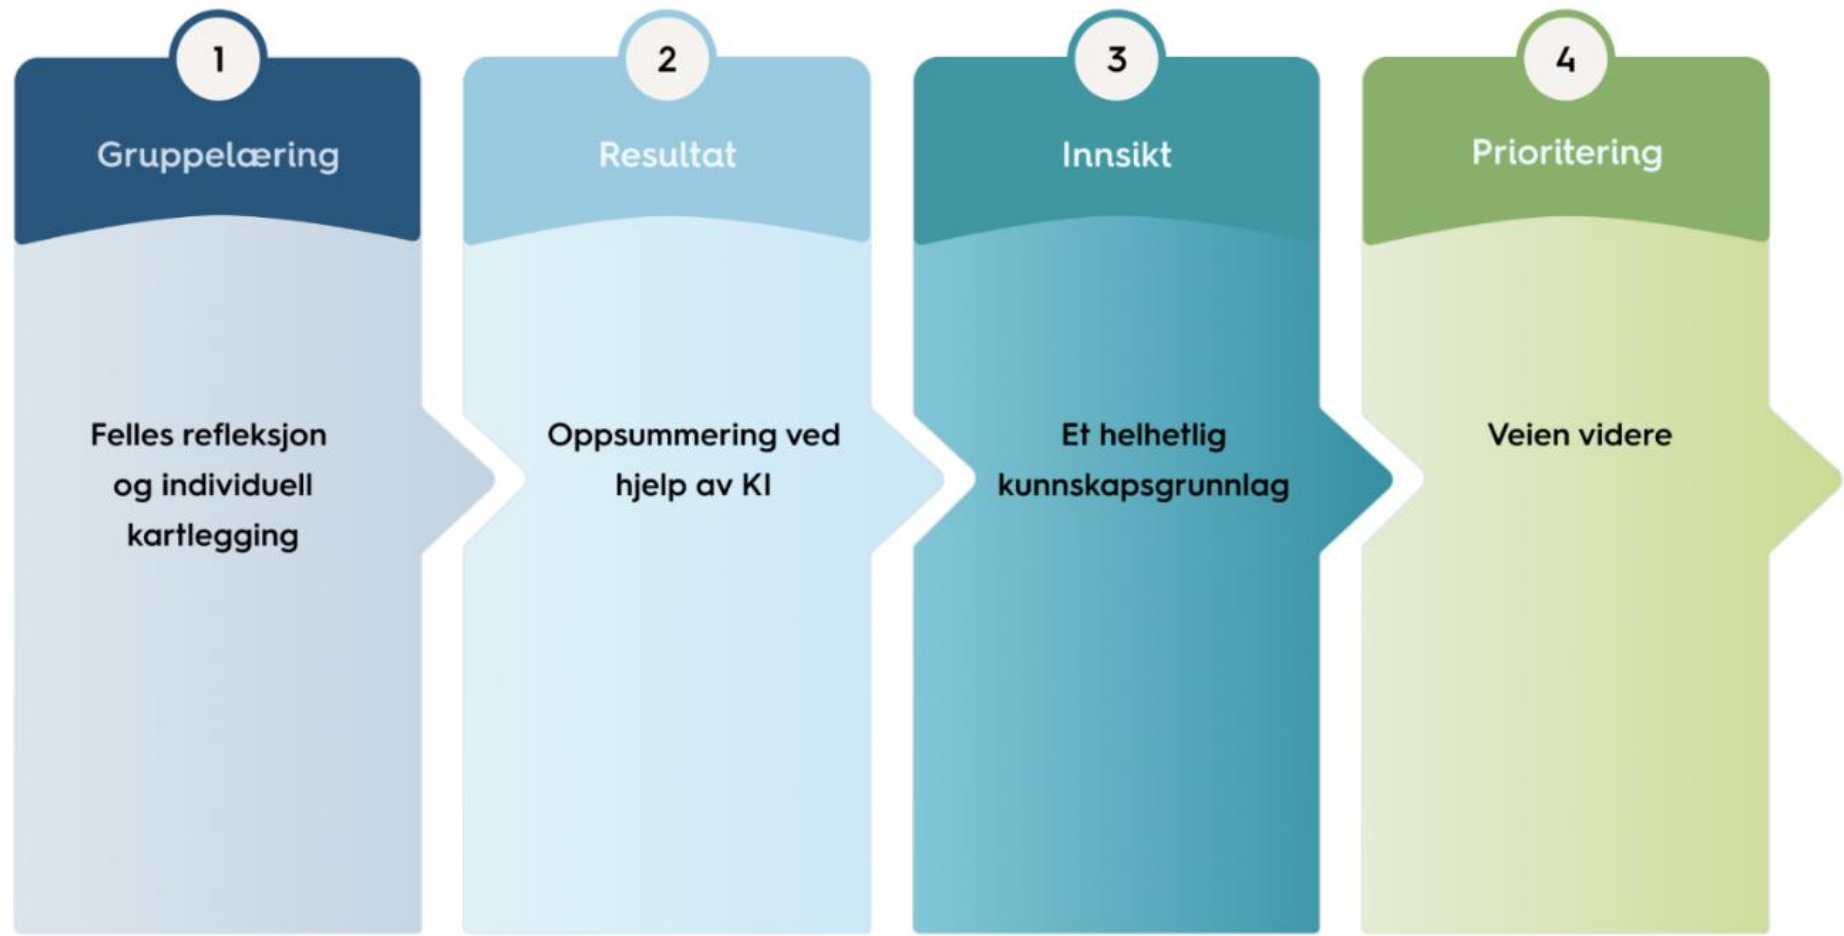 1
Gruppelæring
Felles refleksjon
og individuell
kartlegging
2
Resultat
Oppsummering ved
hjelp av KI
3
Innsikt
Et helhetlig
kunnskapsgrunnlag
4
Prioritering
Veien videre